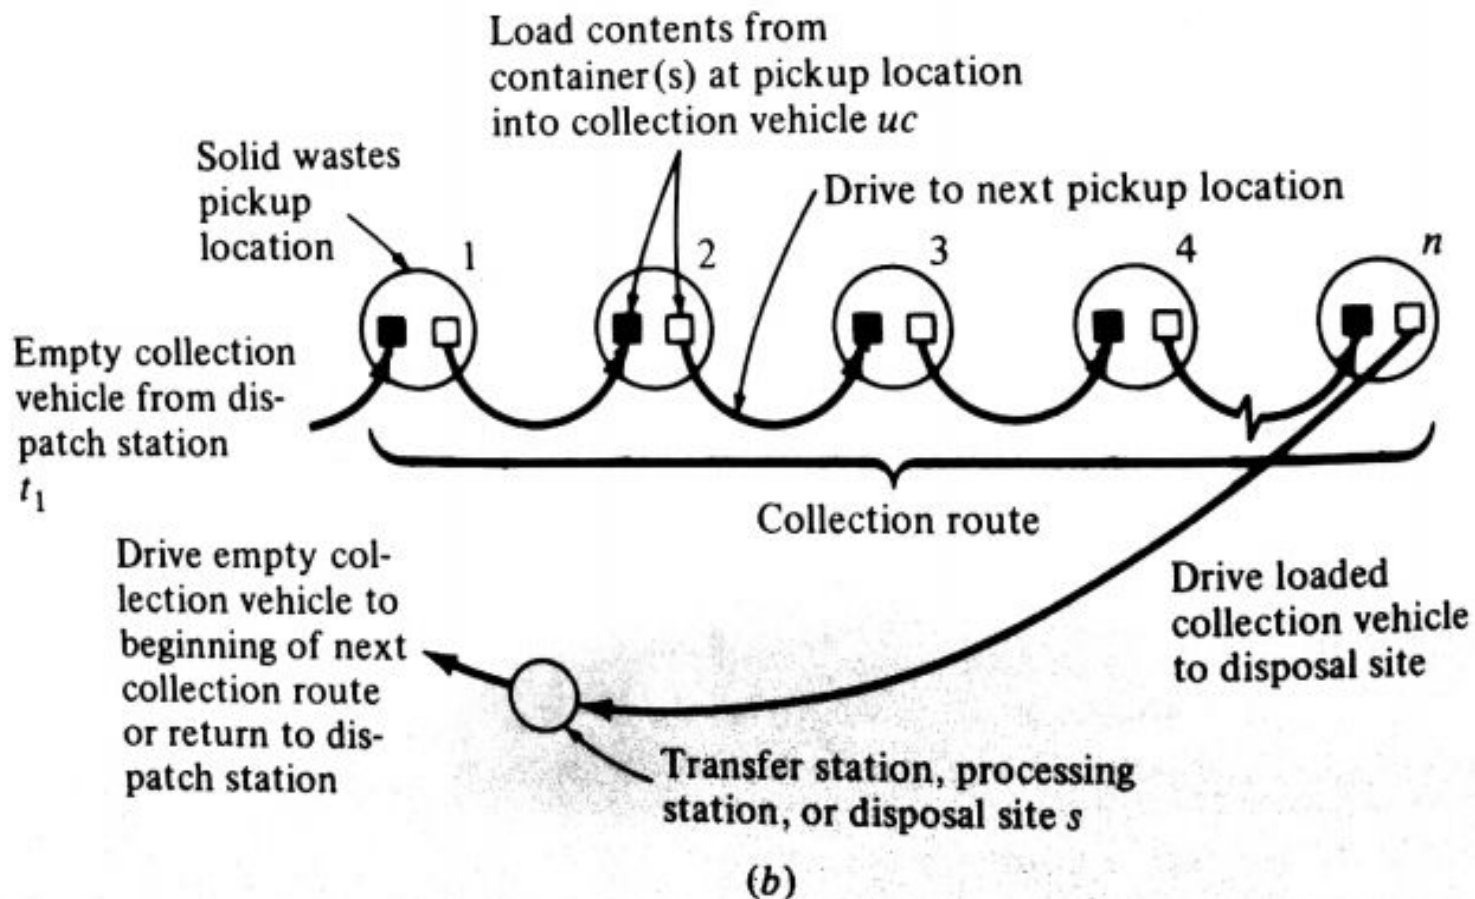 Load contents from
container(s) at pickup location
into collection vehicle uc
Solid wastes
pickup
location
Drive to next pickup location
1
2
3
4
n
Empty collection
vehicle from dis-
patch station
t₁
Collection route
Drive empty col-
lection vehicle to
beginning of next
collection route
or return to dis-
patch station
Drive loaded
collection vehicle
to disposal site
Transfer station, processing
station, or disposal site s
(b)